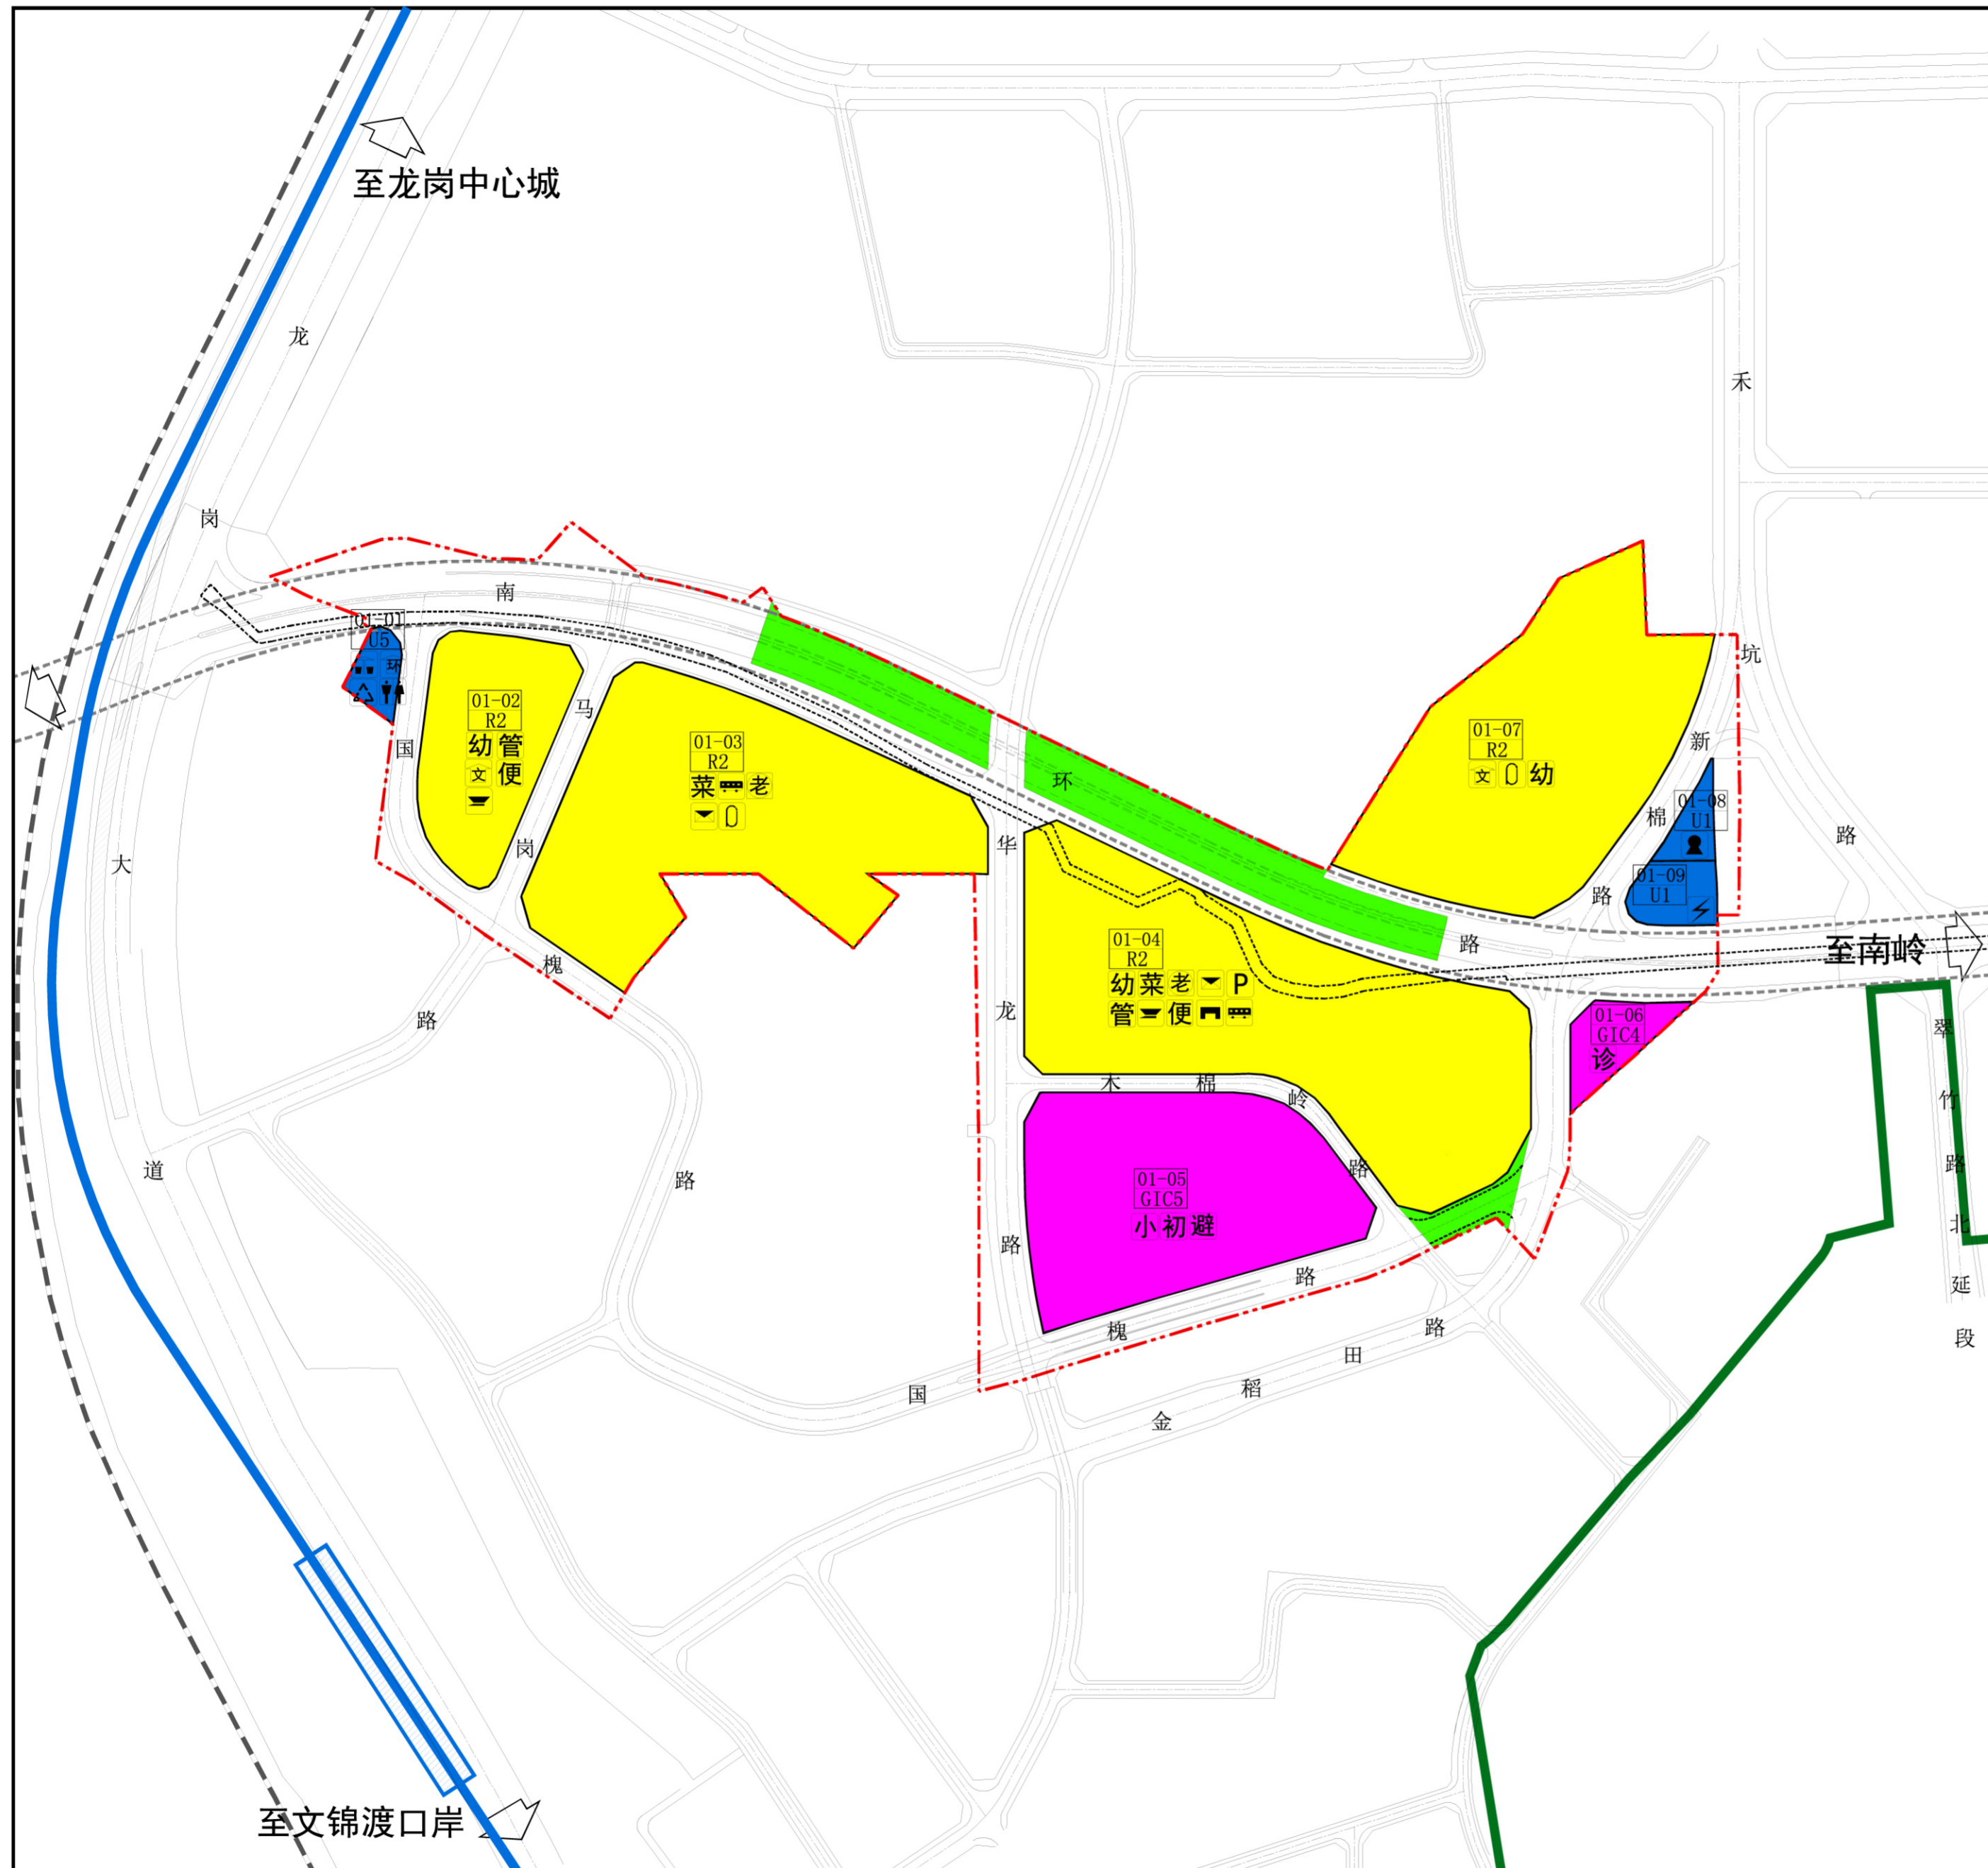 至龙岗中心城
龙岗大道
南环路
禾坑路
01-01
U5
环
国槐路
01-02
R2
幼管
文便
马岗路
01-03
R2
菜老
01-07
R2
文幼
新棉路
01-08
U1
01-09
U1
华龙路
01-04
R2
幼菜老P
管便
至南岭
01-06
GIC4
诊
木棉岭路
01-05
GIC5
小初避
翠竹路北延段
国槐路
金稻田路
至文锦渡口岸